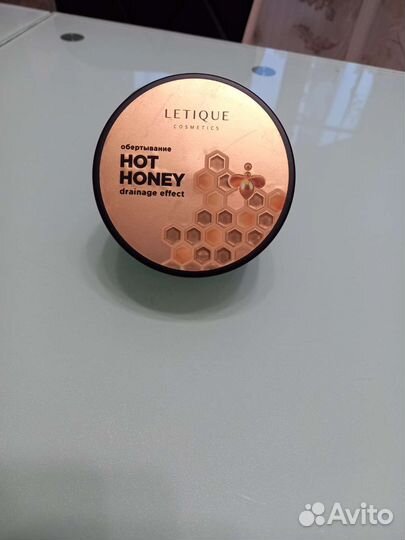 LETIQUE
COSMETICS
обертывание
HOT
HONEY
drainage effect
Avito